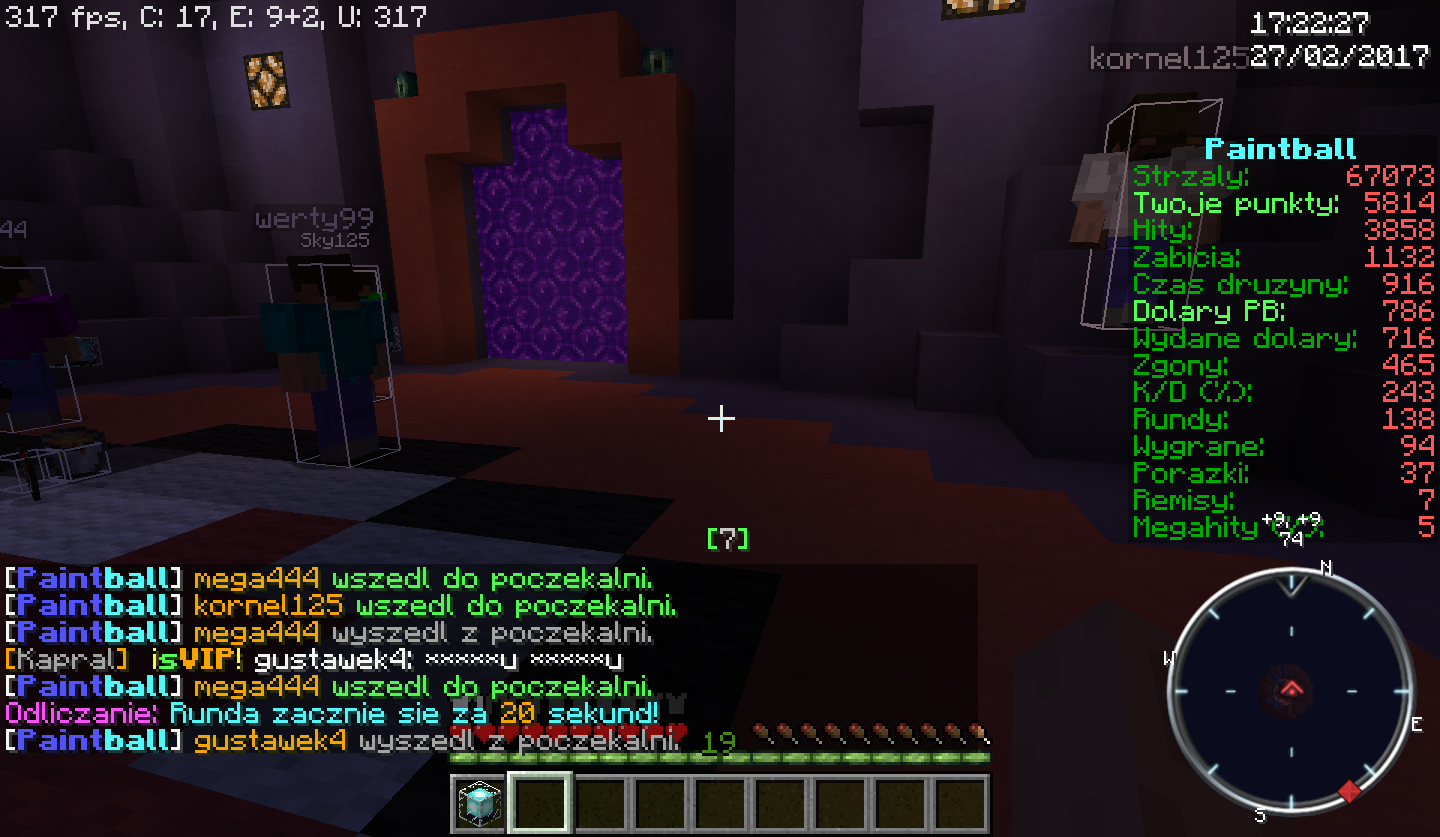 317 fps, C: 17, E: 9+2, U: 317
17:22:27
27/02/2017
kornel125
44
werty99
Sky125
Paintball
Strzaly: 67073
Twoje punkty: 5814
Hity: 3858
Zabicia: 1132
Czas druzyny: 916
Dolary PB: 786
Wydane dolary: 716
Zgony: 465
K/D (%): 243
Rundy: 138
Wygrane: 94
Porazki: 37
Remisy: 7
Megahity 5
+9, +9
74
[7]
[Paintball] mega444 wszedl do poczekalni.
[Paintball] kornel125 wszedl do poczekalni.
[Paintball] mega444 wyszedl z poczekalni.
[Kapral] isVIP! gustawek4: ×××××u ×××××u
[Paintball] mega444 wszedl do poczekalni.
Odliczanie: Runda zacznie sie za 20 sekund!
[Paintball] gustawek4 wyszedl z poczekalni.
19
N
W
E
S